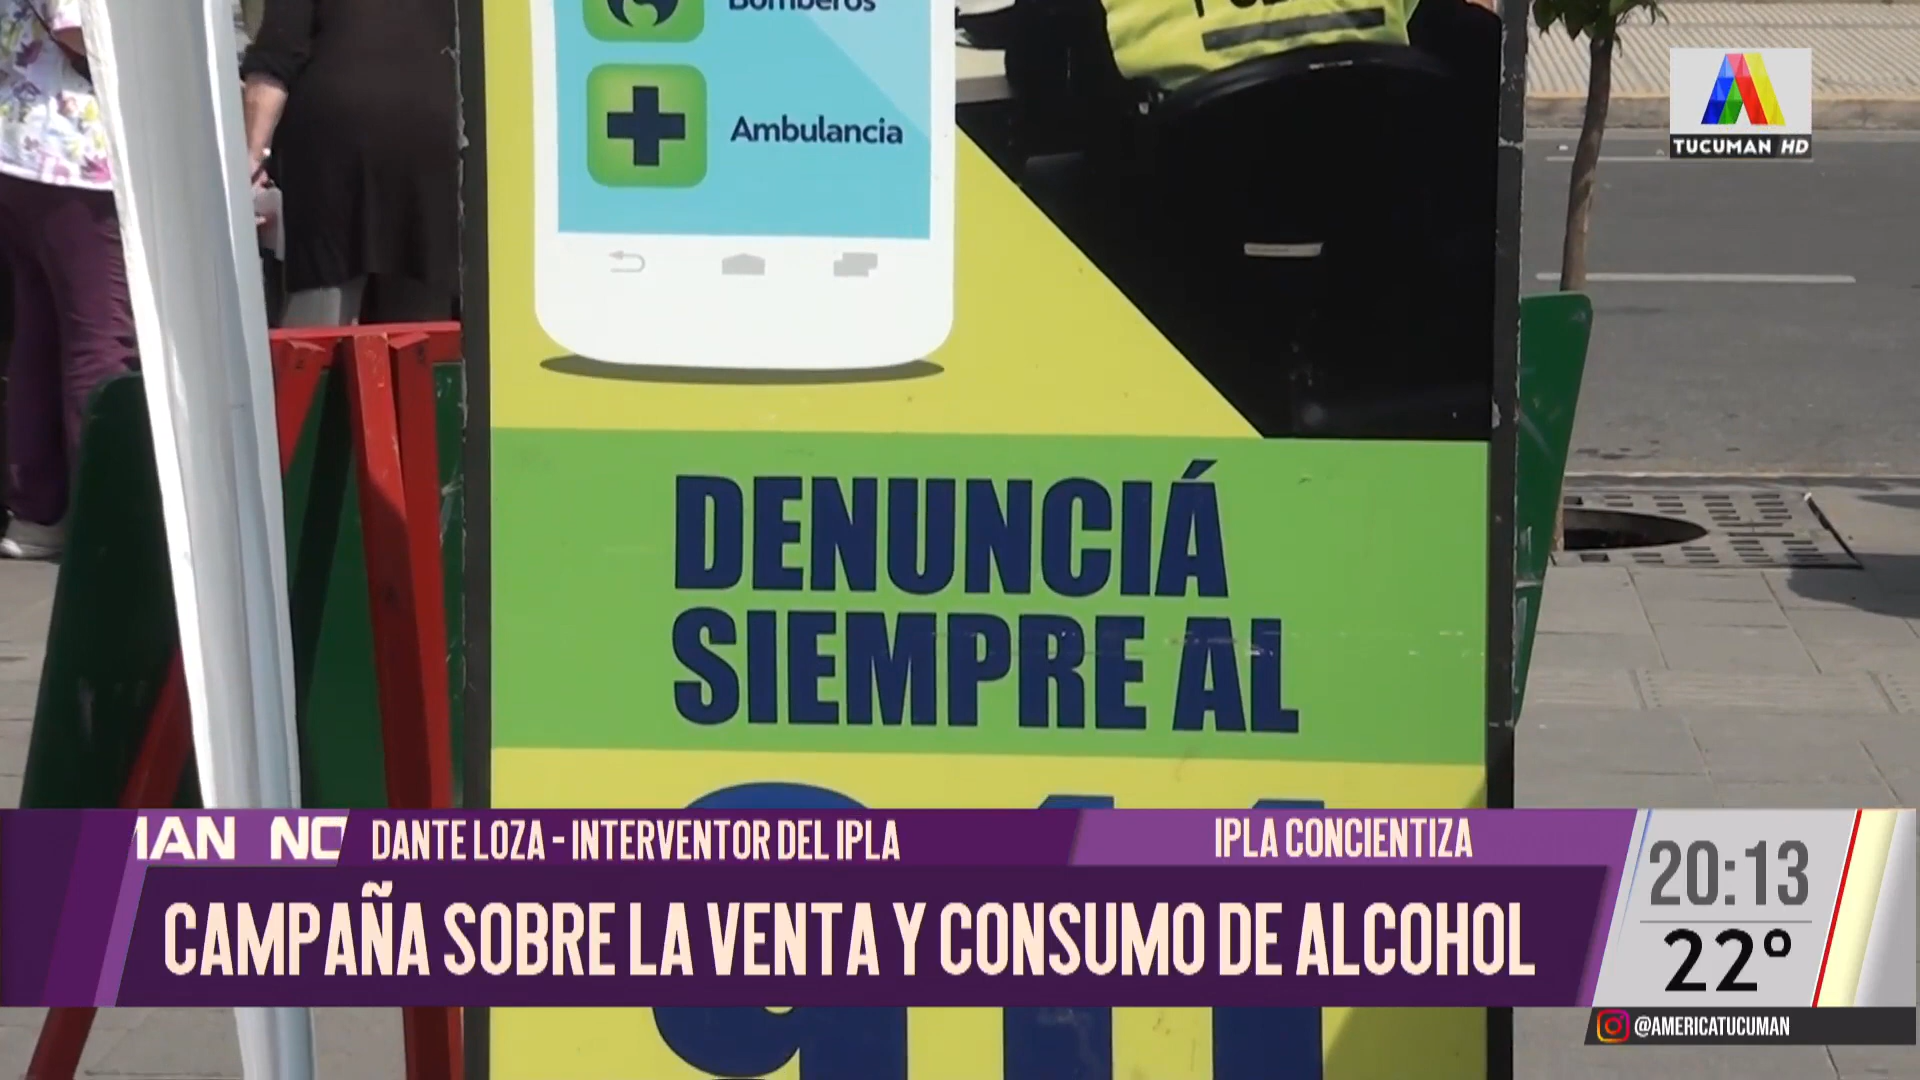 Bomberos
Ambulancia
TUCUMAN HD
DENUNCIÁ
SIEMPRE AL
911
DANTE LOZA - INTERVENTOR DEL IPLA
IPLA CONCIENTIZA
CAMPAÑA SOBRE LA VENTA Y CONSUMO DE ALCOHOL
20:13
22°
@AMERICATUCUMAN